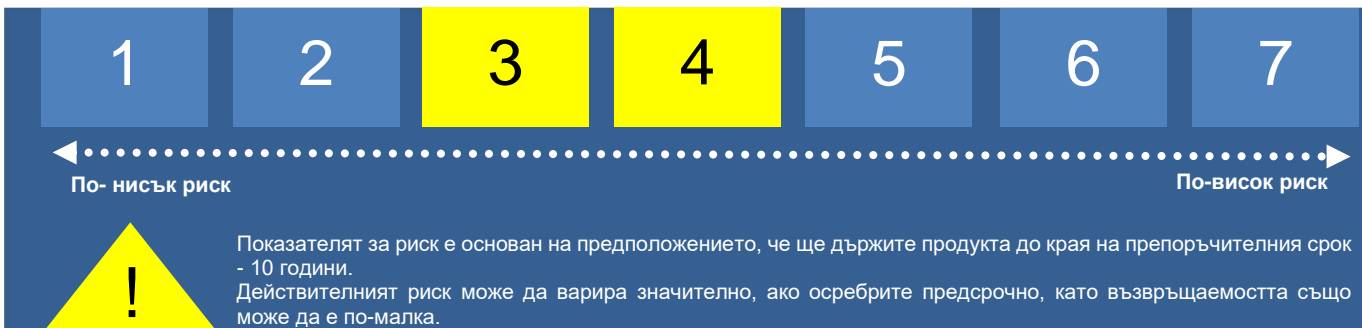 1 2 3 4 5 6 7
По- нисък риск По-висок риск
Показателят за риск е основан на предположението, че ще държите продукта до края на препоръчителния срок
- 10 години.
! Действителният риск може да варира значително, ако осребрите предсрочно, като възвръщаемостта също
може да е по-малка.